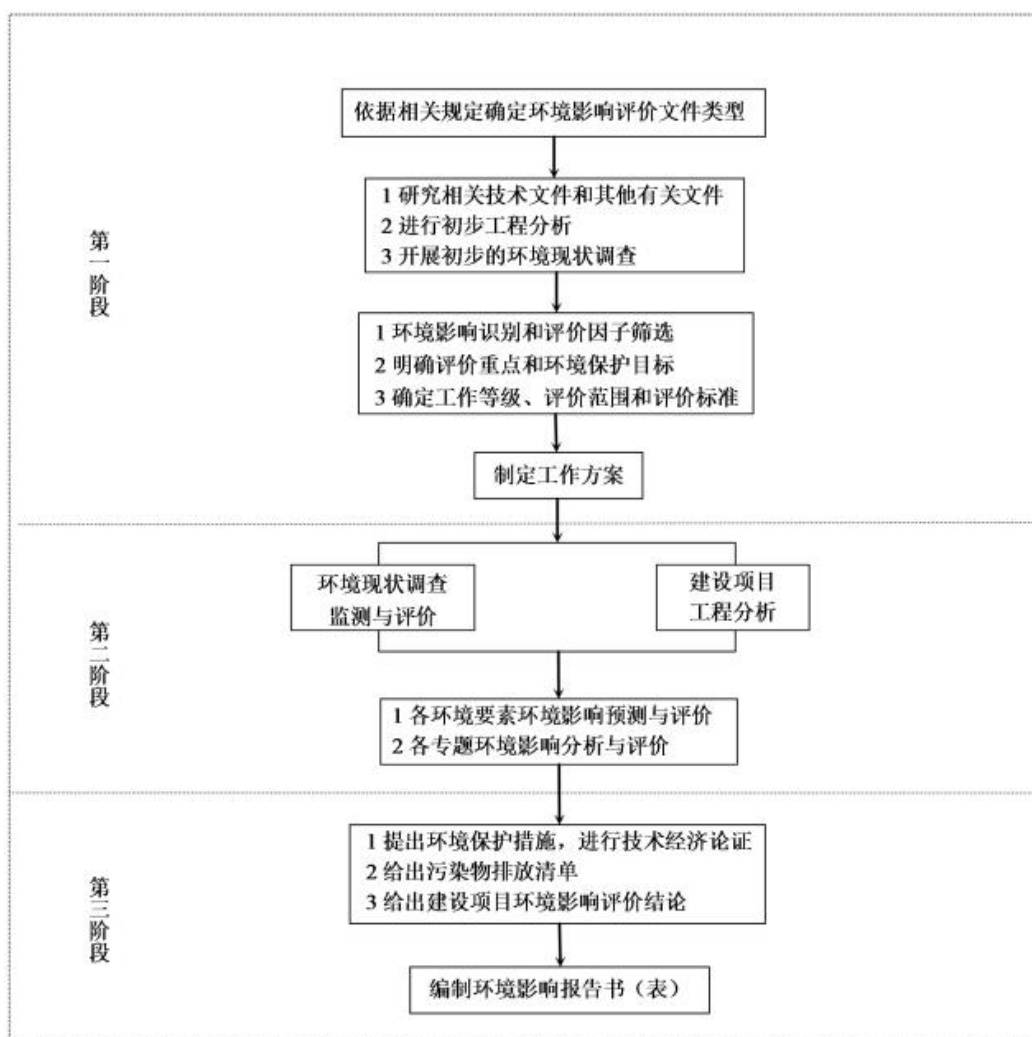 依据相关规定确定环境影响评价文件类型
1 研究相关技术文件和其他有关文件
2 进行初步工程分析
3 开展初步的环境现状调查
第一阶段
1 环境影响识别和评价因子筛选
2 明确评价重点和环境保护目标
3 确定工作等级、评价范围和评价标准
制定工作方案
环境现状调查
监测与评价
建设项目
工程分析
第二阶段
1 各环境要素环境影响预测与评价
2 各专题环境影响分析与评价
1 提出环境保护措施，进行技术经济论证
2 给出污染物排放清单
3 给出建设项目环境影响评价结论
第三阶段
编制环境影响报告书（表）